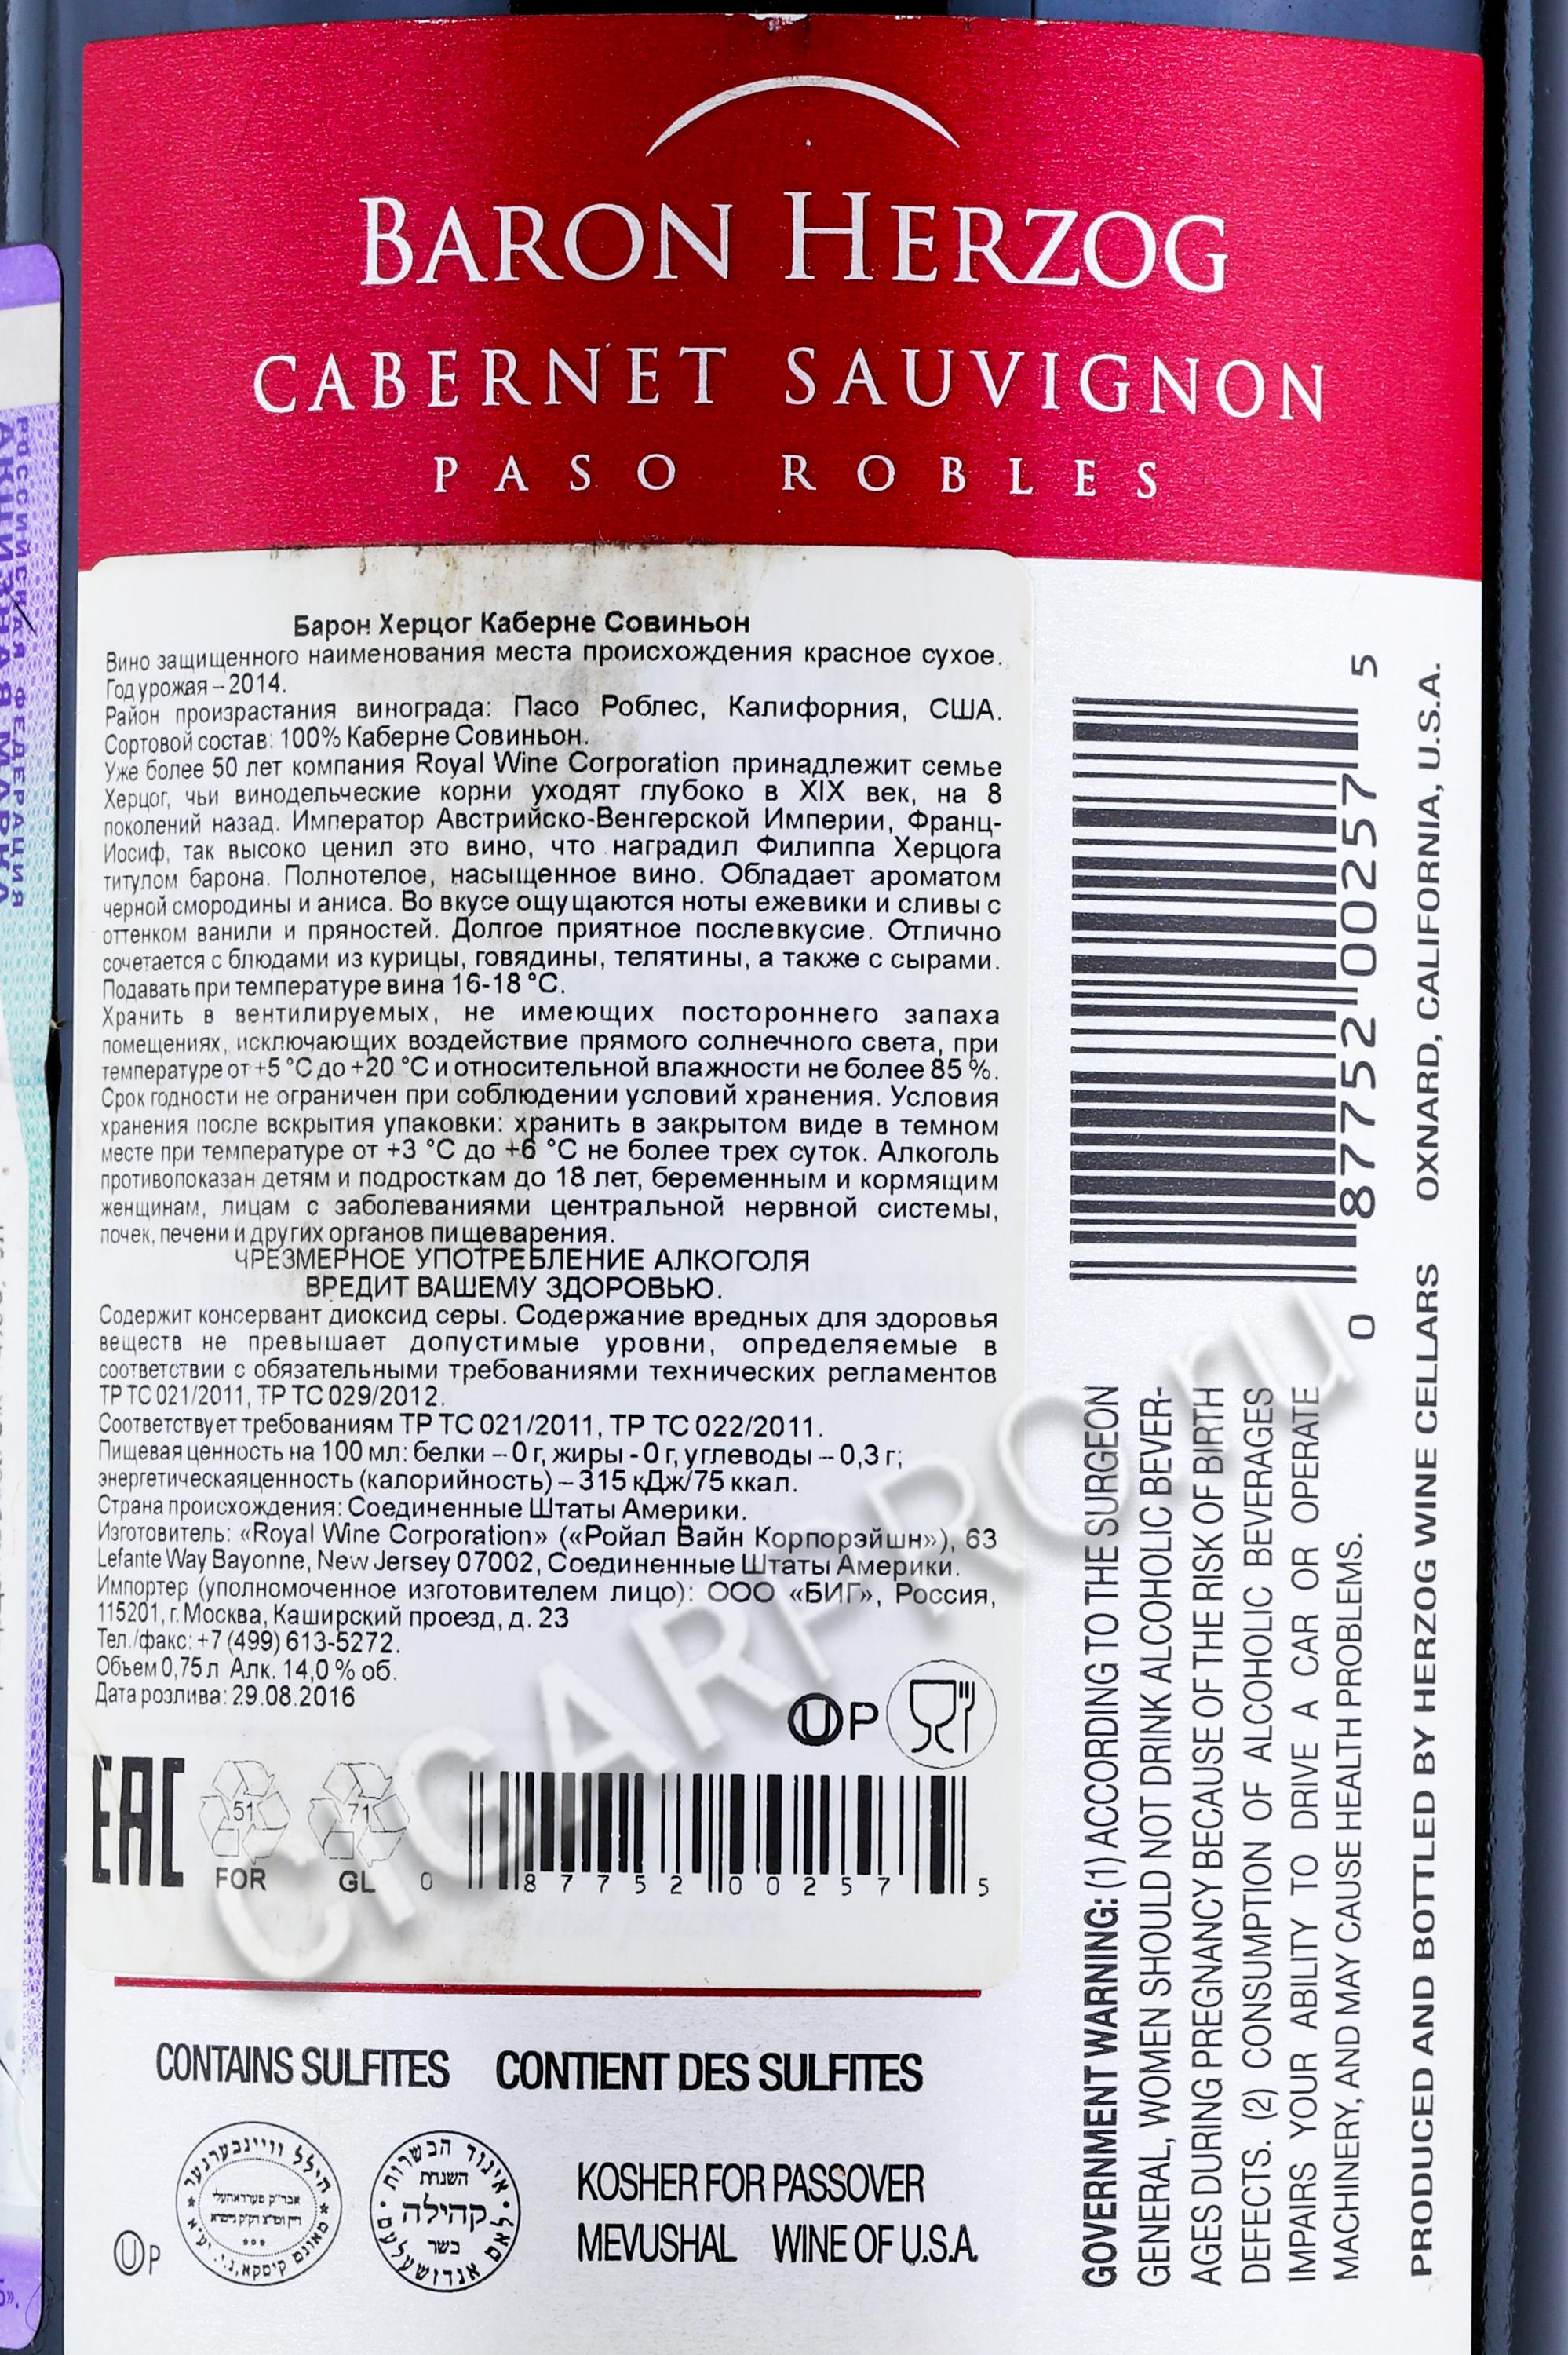 BARON HERZOG
CABERNET SAUVIGNON
PASO ROBLES
Барон Херцог Каберне Совиньон
Вино защищенного наименования места происхождения красное сухое.
Год урожая – 2014.
Район произрастания винограда: Пасо Роблес, Калифорния, США.
Сортовой состав: 100% Каберне Совиньон.
Уже более 50 лет компания Royal Wine Corporation принадлежит семье
Херцог, чьи винодельческие корни уходят глубоко в XIX век, на 8
поколений назад. Император Австрийско-Венгерской Империи, Франц-
Иосиф, так высоко ценил это вино, что наградил Филиппа Херцога
титулом барона. Полнотелое, насыщенное вино. Обладает ароматом
черной смородины и аниса. Во вкусе ощущаются ноты ежевики и сливы с
оттенком ванили и пряностей. Долгое приятное послевкусие. Отлично
сочетается с блюдами из курицы, говядины, телятины, а также с сырами.
Подавать при температуре вина 16-18 °C.
Хранить в вентилируемых, не имеющих постороннего запаха
помещениях, исключающих воздействие прямого солнечного света, при
температуре от +5 °C до +20 °C и относительной влажности не более 85 %.
Срок годности не ограничен при соблюдении условий хранения. Условия
хранения после вскрытия упаковки: хранить в закрытом виде в темном
месте при температуре от +3 °C до +6 °C не более трех суток. Алкоголь
противопоказан детям и подросткам до 18 лет, беременным и кормящим
женщинам, лицам с заболеваниями центральной нервной системы,
почек, печени и других органов пищеварения.
ЧРЕЗМЕРНОЕ УПОТРЕБЛЕНИЕ АЛКОГОЛЯ
ВРЕДИТ ВАШЕМУ ЗДОРОВЬЮ.
Содержит консервант диоксид серы. Содержание вредных для здоровья
веществ не превышает допустимые уровни, определяемые в
соответствии с обязательными требованиями технических регламентов
ТР ТС 021/2011, ТР ТС 029/2012.
Соответствует требованиям ТР ТС 021/2011, ТР ТС 022/2011.
Пищевая ценность на 100 мл: белки – 0 г, жиры - 0 г, углеводы – 0,3 г;
энергетическаяценность (калорийность) – 315 кДж/75 ккал.
Страна происхождения: Соединенные Штаты Америки.
Изготовитель: «Royal Wine Corporation» («Ройал Вайн Корпорэйшн»), 63
Lefante Way Bayonne, New Jersey 07002, Соединенные Штаты Америки.
Импортер (уполномоченное изготовителем лицо): ООО «БИГ», Россия,
115201, г. Москва, Каширский проезд, д. 23
Тел./факс: +7 (499) 613-5272.
Объем 0,75 л Алк. 14,0 % об.
Дата розлива: 29.08.2016
UP
EAC
51
FOR
71
GL
0 87752 00257 5
CONTAINS SULFITES CONTIENT DES SULFITES
UP
הילל וויינבערגער
איגוד הכשרות
השגחת
קהילה
בשר
KOSHER FOR PASSOVER
MEVUSHAL WINE OF U.S.A.
0 87752 00257 5
GOVERNMENT WARNING: (1) ACCORDING TO THE SURGEON
GENERAL, WOMEN SHOULD NOT DRINK ALCOHOLIC BEVER-
AGES DURING PREGNANCY BECAUSE OF THE RISK OF BIRTH
DEFECTS. (2) CONSUMPTION OF ALCOHOLIC BEVERAGES
IMPAIRS YOUR ABILITY TO DRIVE A CAR OR OPERATE
MACHINERY, AND MAY CAUSE HEALTH PROBLEMS.
PRODUCED AND BOTTLED BY HERZOG WINE CELLARS OXNARD, CALIFORNIA, U.S.A.
РОССИЙСКАЯ ФЕДЕРАЦИЯ
АКЦИЗНАЯ МАРКА
CIGARPRO.ru